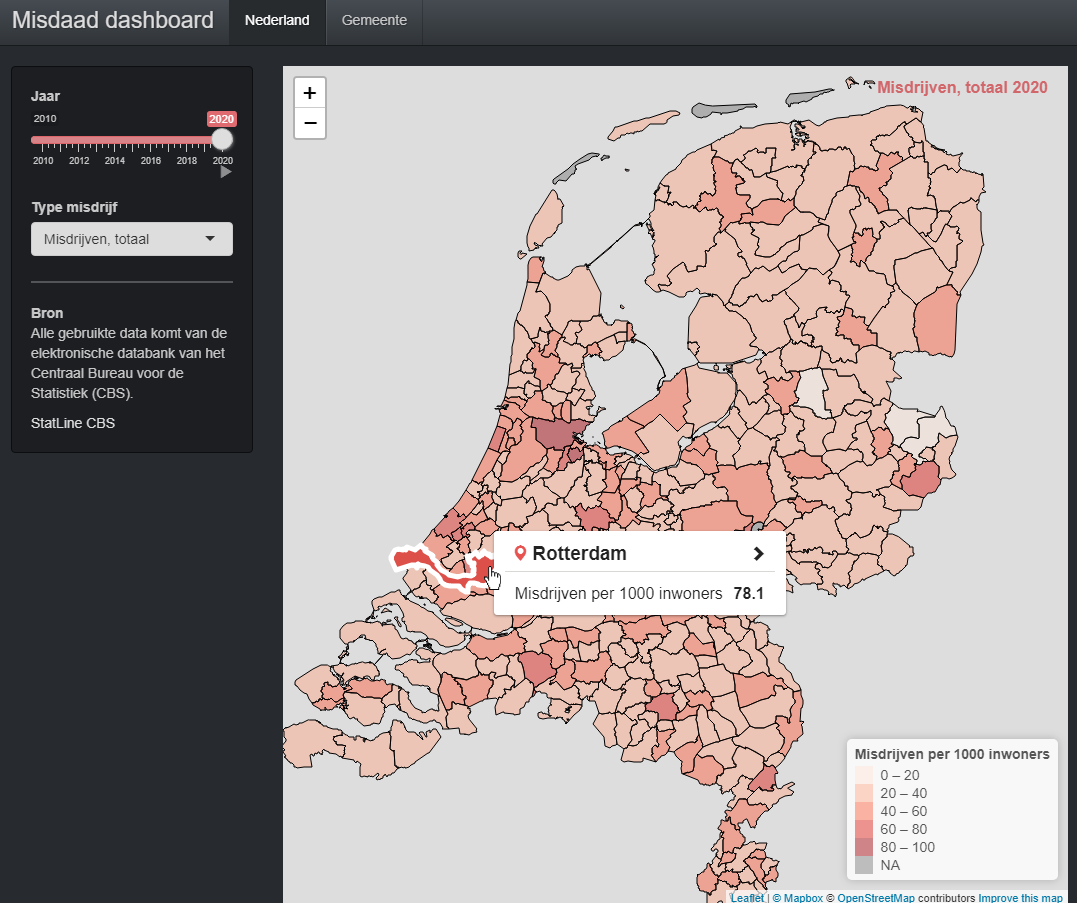 Misdaad dashboard
Nederland
Gemeente
Jaar
2010
2020
2010 2012 2014 2016 2018 2020
Type misdrijf
Misdrijven, totaal
Bron
Alle gebruikte data komt van de
elektronische databank van het
Centraal Bureau voor de
Statistiek (CBS).
StatLine CBS
+
−
Misdrijven, totaal 2020
Rotterdam
Misdrijven per 1000 inwoners 78.1
Misdrijven per 1000 inwoners
0 – 20
20 – 40
40 – 60
60 – 80
80 – 100
NA
Leaflet | © Mapbox © OpenStreetMap contributors Improve this map